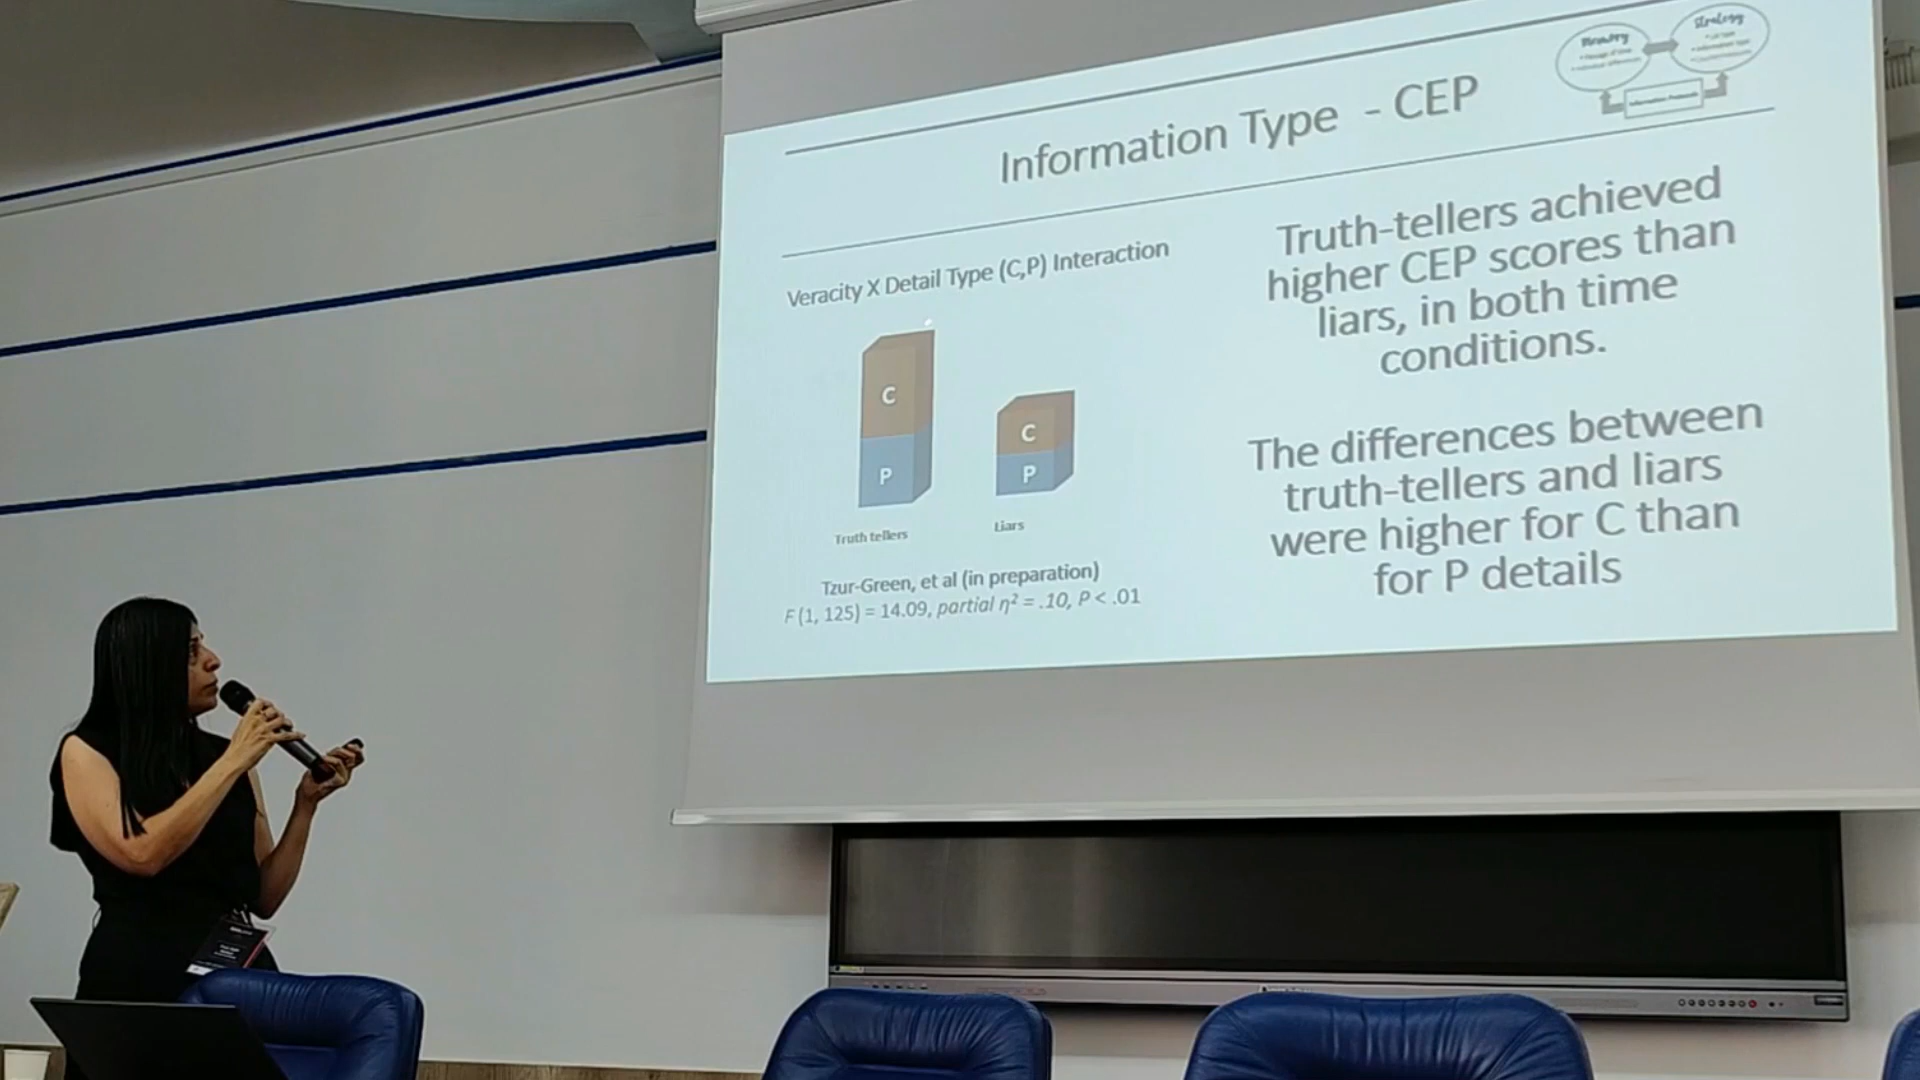 Memory
Strategy
Information Type - CEP
Veracity X Detail Type (C,P) Interaction
C
P
C
P
Truth tellers
Liars
Tzur-Green, et al (in preparation)
F (1, 125) = 14.09, partial η² = .10, P < .01
Truth-tellers achieved
higher CEP scores than
liars, in both time
conditions.
The differences between
truth-tellers and liars
were higher for C than
for P details